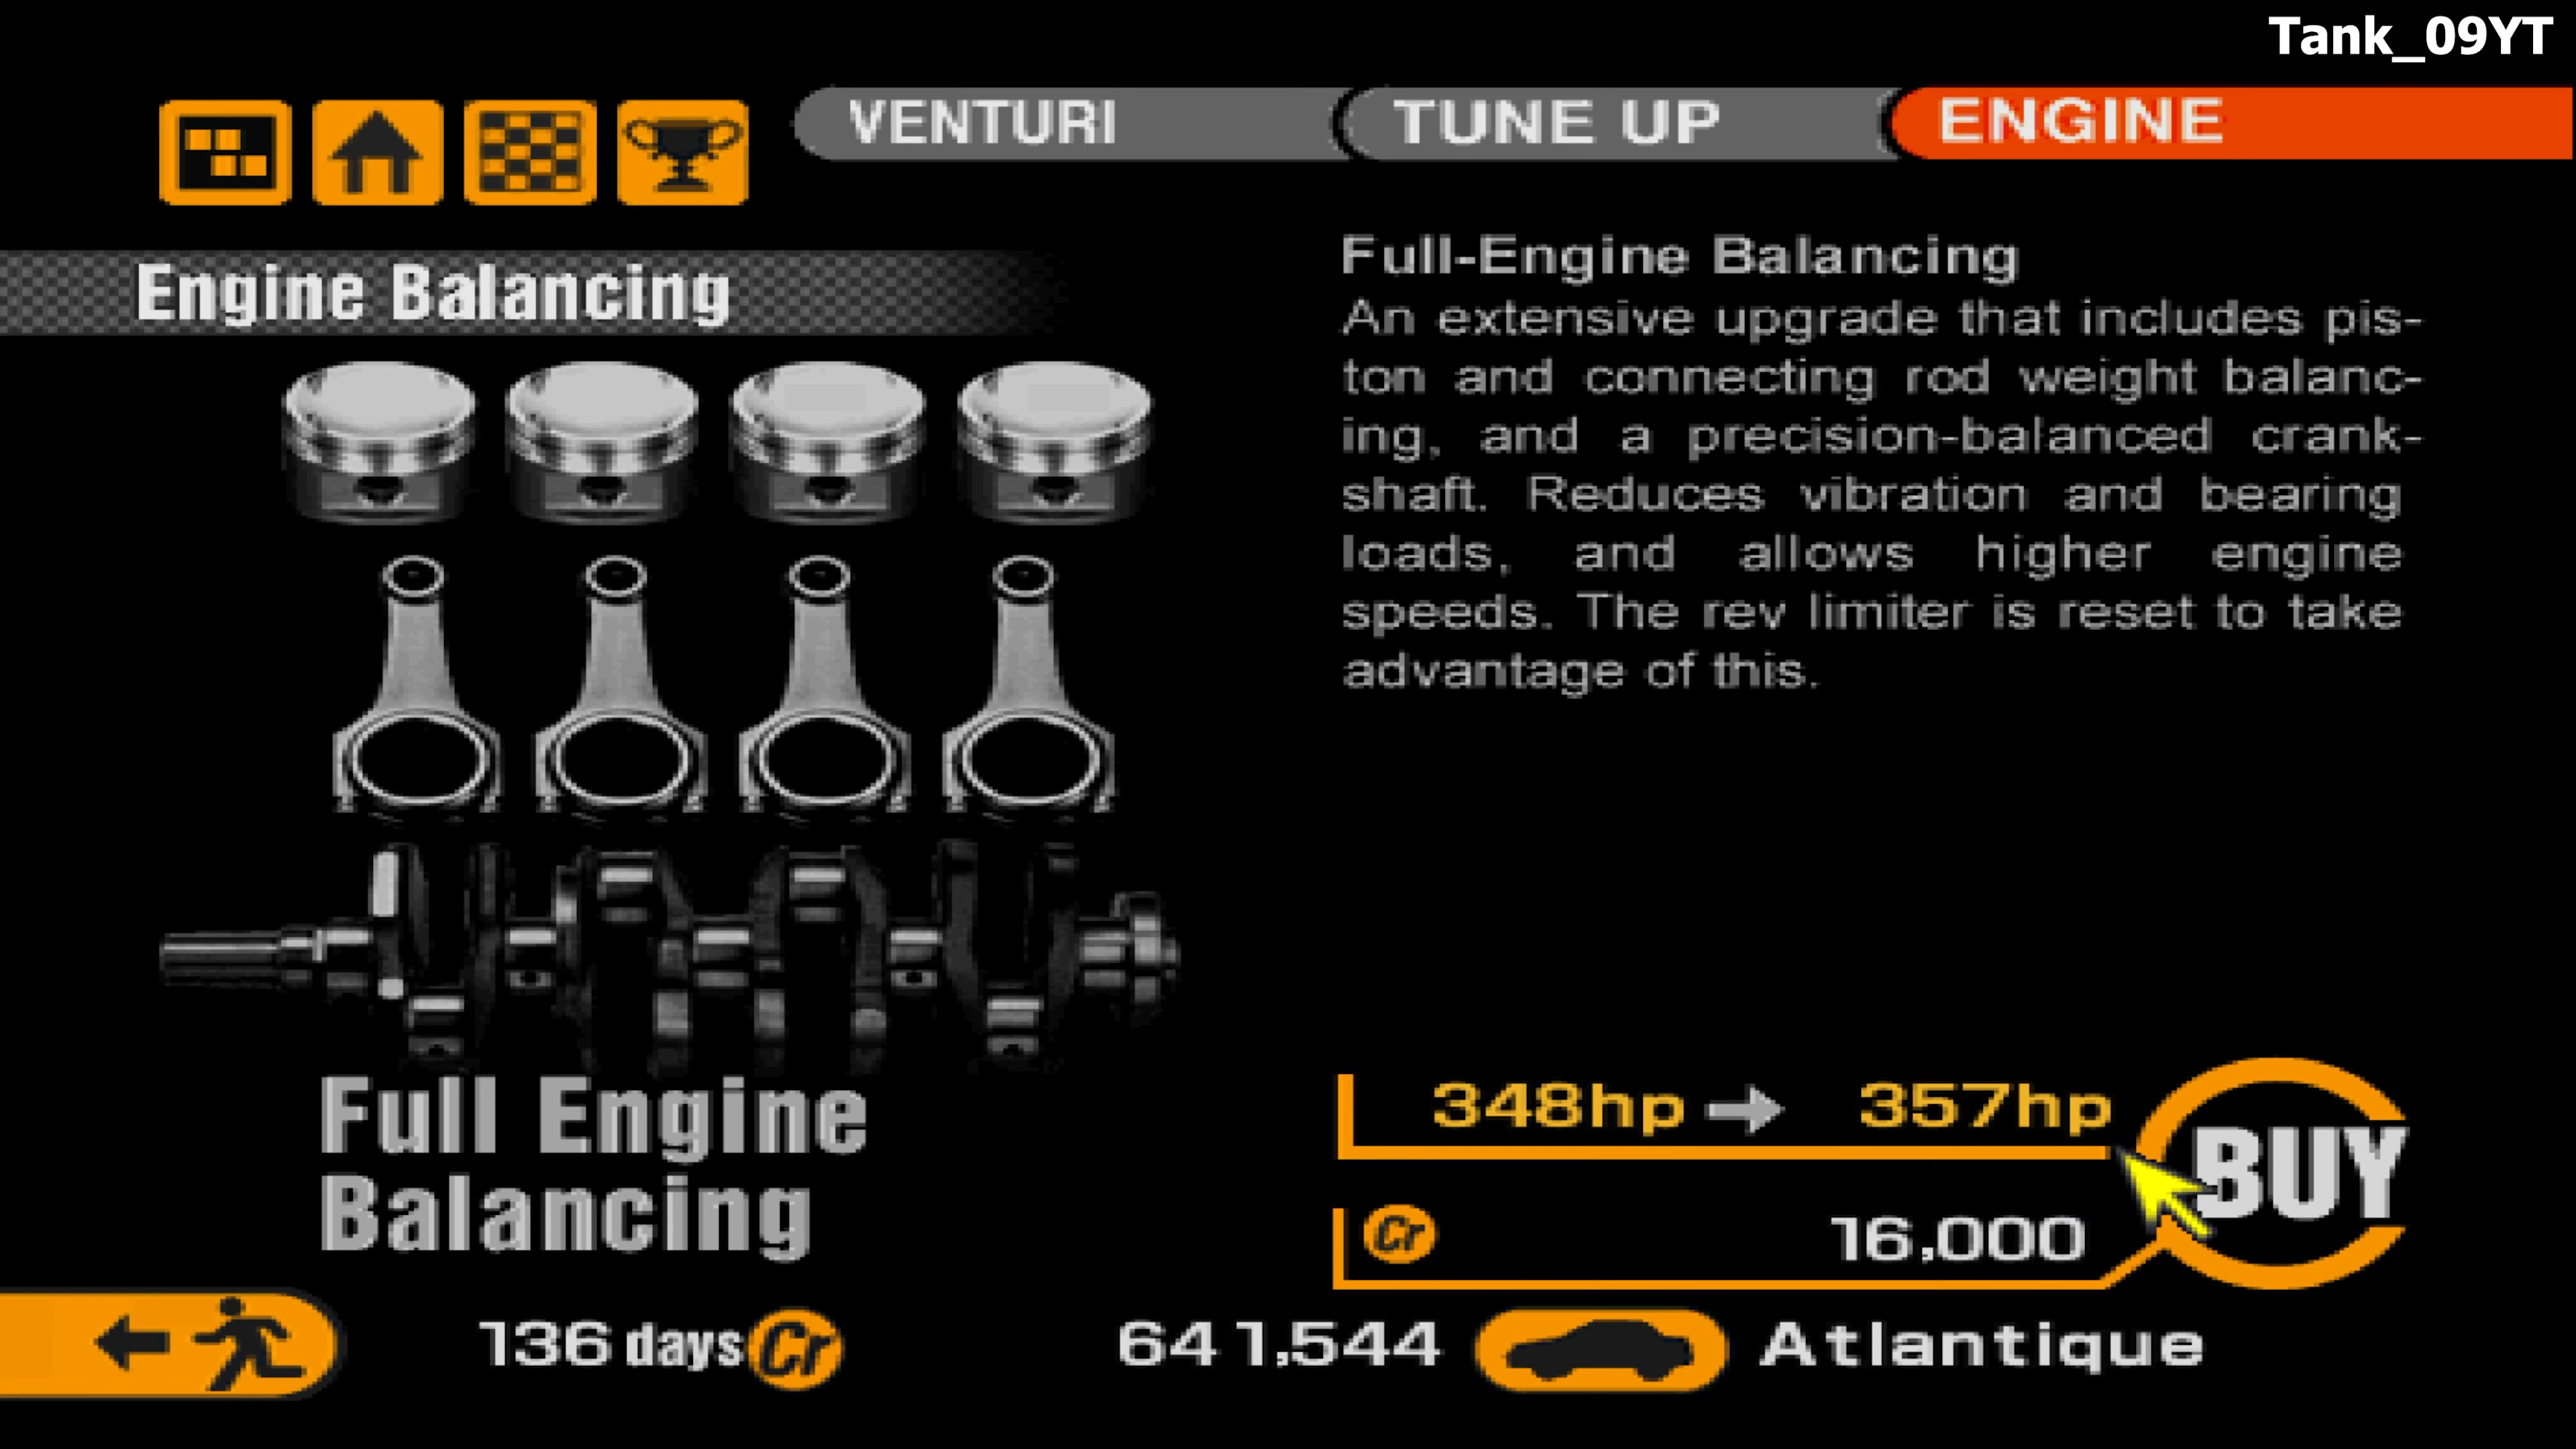 Tank_09YT
VENTURI
TUNE UP
ENGINE
Engine Balancing
Full-Engine Balancing
An extensive upgrade that includes pis-
ton and connecting rod weight balanc-
ing, and a precision-balanced crank-
shaft. Reduces vibration and bearing
loads, and allows higher engine
speeds. The rev limiter is reset to take
advantage of this.
Full Engine
Balancing
348hp 357hp
BUY
Cr 16,000
136 days Cr 641,544 Atlantique